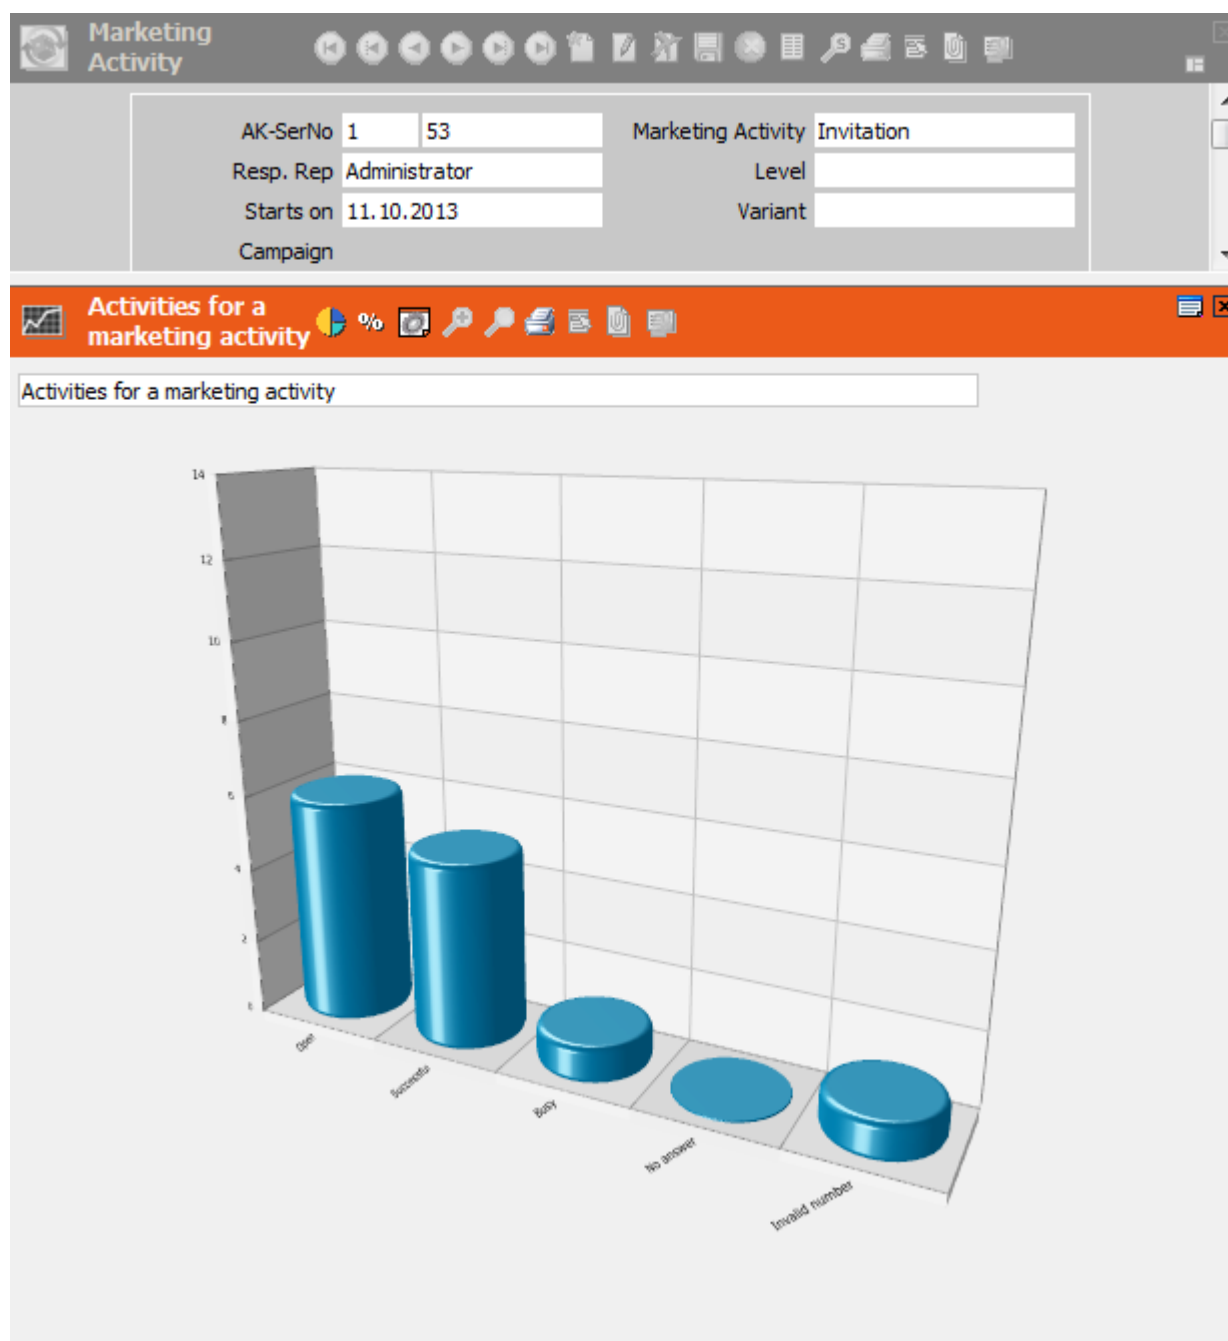 Marketing
Activity
AK-SerNo 1 53 Marketing Activity Invitation
Resp. Rep Administrator Level
Starts on 11.10.2013 Variant
Campaign
Activities for a
marketing activity %
Activities for a marketing activity
14
12
10
8
6
4
2
0
Open
Successfu
Busy
No answer
Invalid number